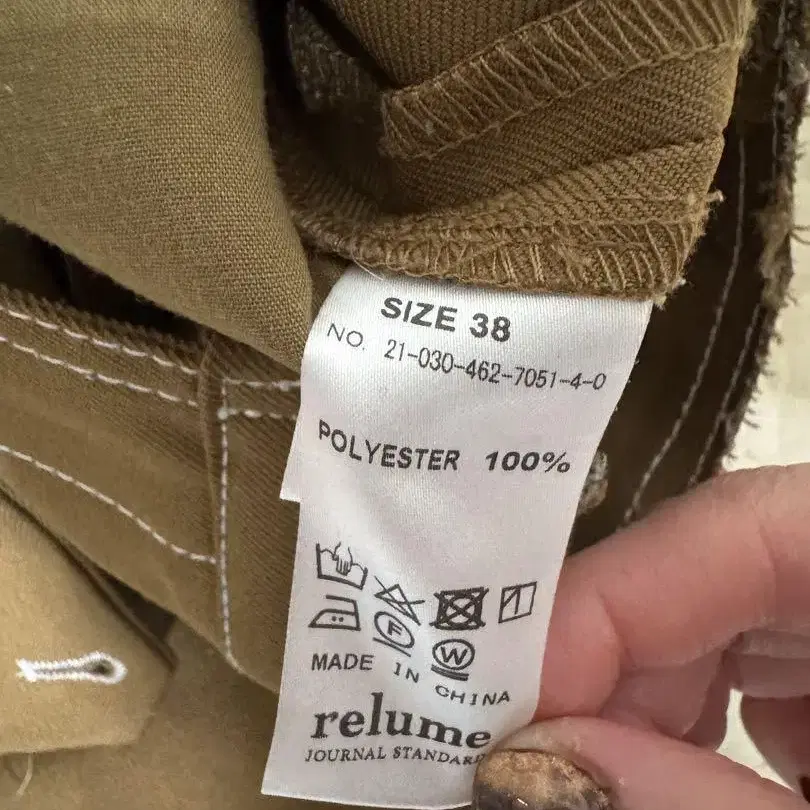 SIZE 38
NO. 21-030-462-7051-4-0
POLYESTER 100%
F
W
MADE IN CHINA
relume
JOURNAL STANDARD